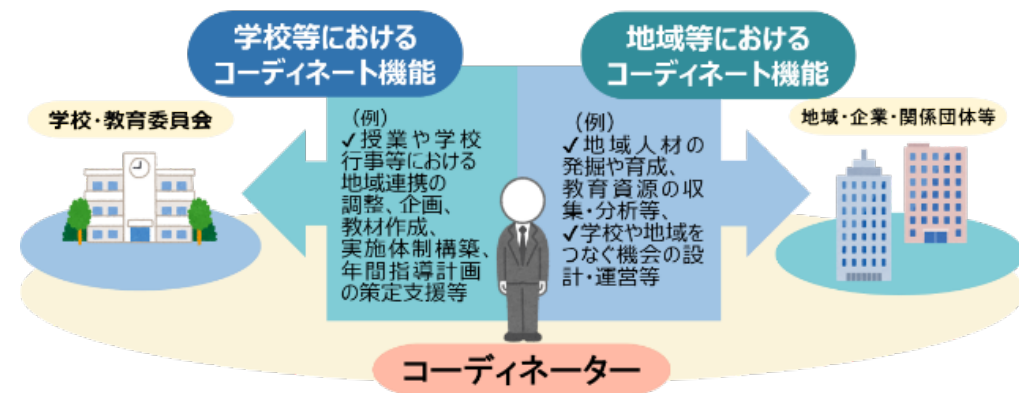 学校等における
コーディネート機能
地域等における
コーディネート機能
学校・教育委員会
地域・企業・関係団体等
（例）
✓授業や学校
行事等における
地域連携の
調整、企画、
教材作成、
実施体制構築、
年間指導計画
の策定支援等
（例）
✓地域人材の
発掘や育成、
教育資源の収
集・分析等、
✓学校や地域を
つなぐ機会の設
計・運営等
コーディネーター